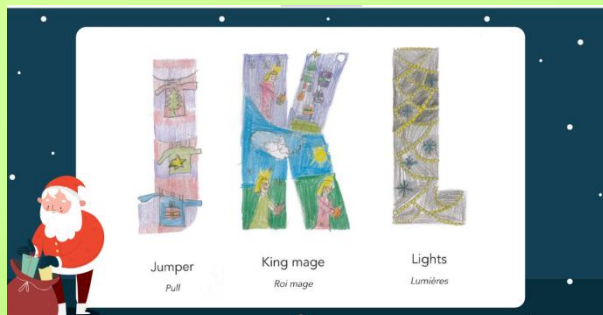 J K L
Jumper
Pull
King mage
Roi mage
Lights
Lumières